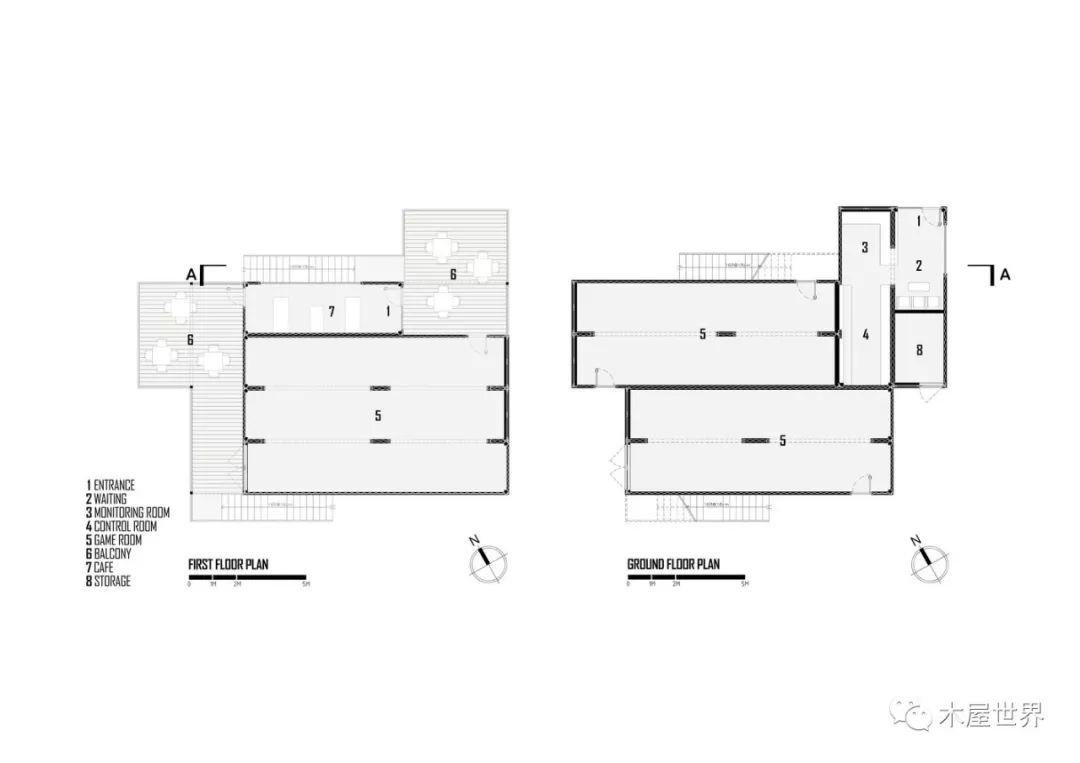 A
6
7
1
6
5
1 ENTRANCE
2 WAITING
3 MONITORING ROOM
4 CONTROL ROOM
5 GAME ROOM
6 BALCONY
7 CAFE
8 STORAGE
FIRST FLOOR PLAN
0 1M 2M 5M
N
1
3
2
A
5
4
8
5
GROUND FLOOR PLAN
0 1M 2M 5M
N
木屋世界